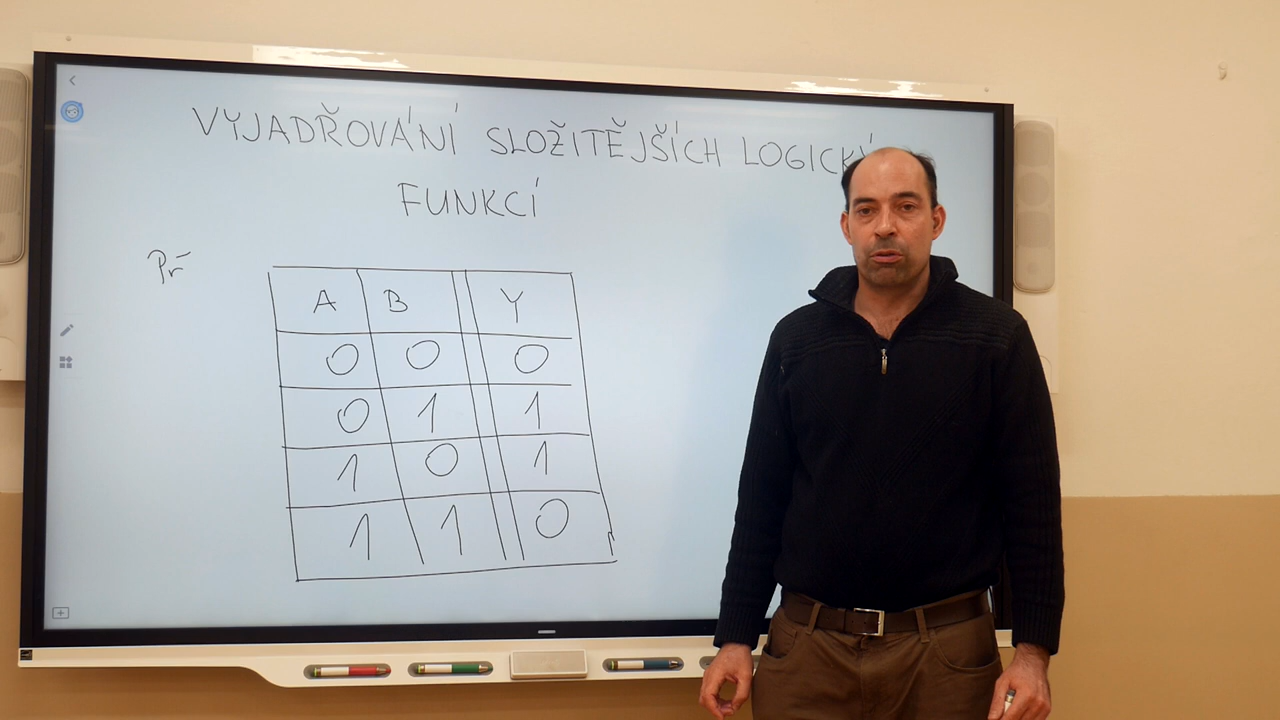 VYJADŘOVÁNÍ SLOŽITĚJŠÍCH LOGICKÝ
FUNKCÍ
Př
A B Y
0 0 0
0 1 1
1 0 1
1 1 0